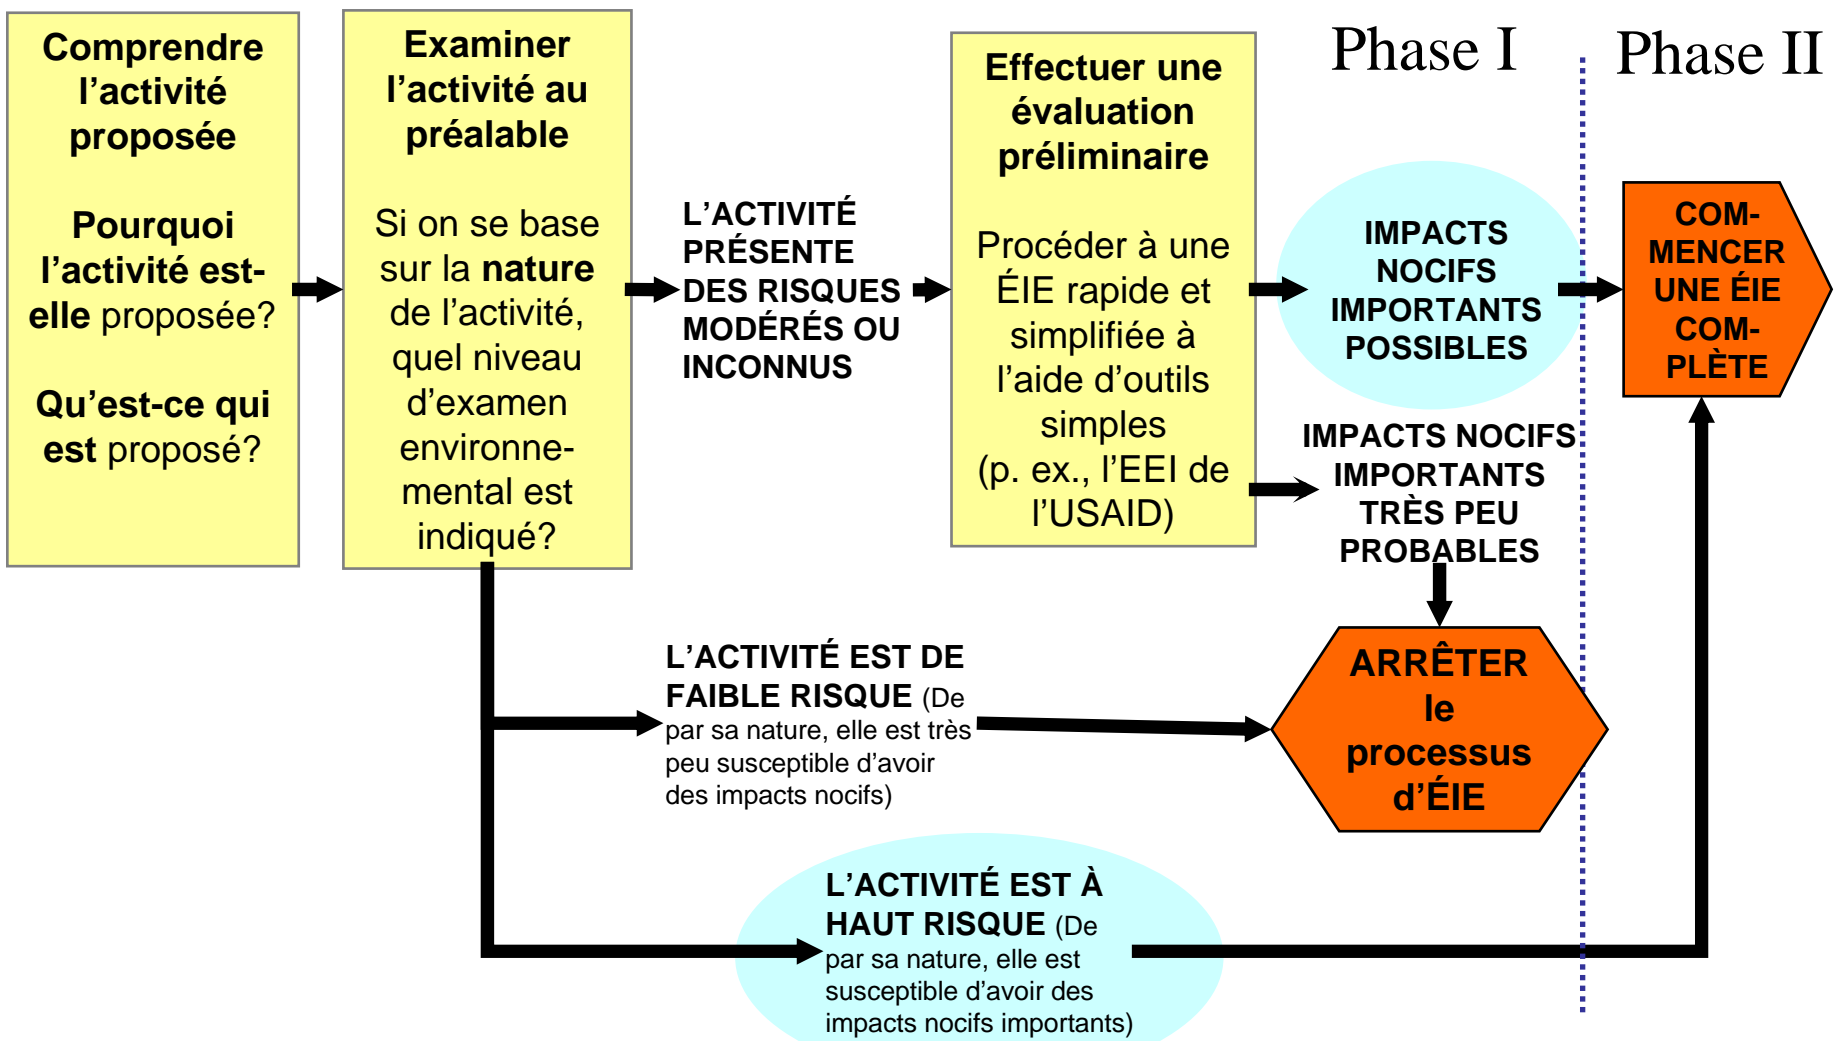 Comprendre
l’activité
proposée
Pourquoi
l’activité est-
elle proposée?
Qu’est-ce qui
est proposé?
Examiner
l’activité au
préalable
Si on se base
sur la nature
de l’activité,
quel niveau
d’examen
environne-
mental est
indiqué?
L’ACTIVITÉ
PRÉSENTE
DES RISQUES
MODÉRÉS OU
INCONNUS
Effectuer une
évaluation
préliminaire
Procéder à une
ÉIE rapide et
simplifiée à
l’aide d’outils
simples
(p. ex., l’EEI de
l’USAID)
Phase I
IMPACTS
NOCIFS
IMPORTANTS
POSSIBLES
IMPACTS NOCIFS
IMPORTANTS
TRÈS PEU
PROBABLES
Phase II
COM-
MENCER
UNE ÉIE
COM-
PLÈTE
L’ACTIVITÉ EST DE
FAIBLE RISQUE (De
par sa nature, elle est très
peu susceptible d’avoir
des impacts nocifs)
ARRÊTER
le
processus
d’ÉIE
L’ACTIVITÉ EST À
HAUT RISQUE (De
par sa nature, elle est
susceptible d’avoir des
impacts nocifs importants)